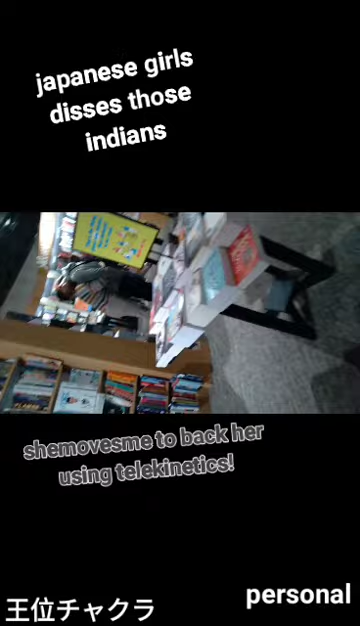 japanese girls
disses those
indians
shemovesme to back her
using telekinetics!
personal
王位チャクラ